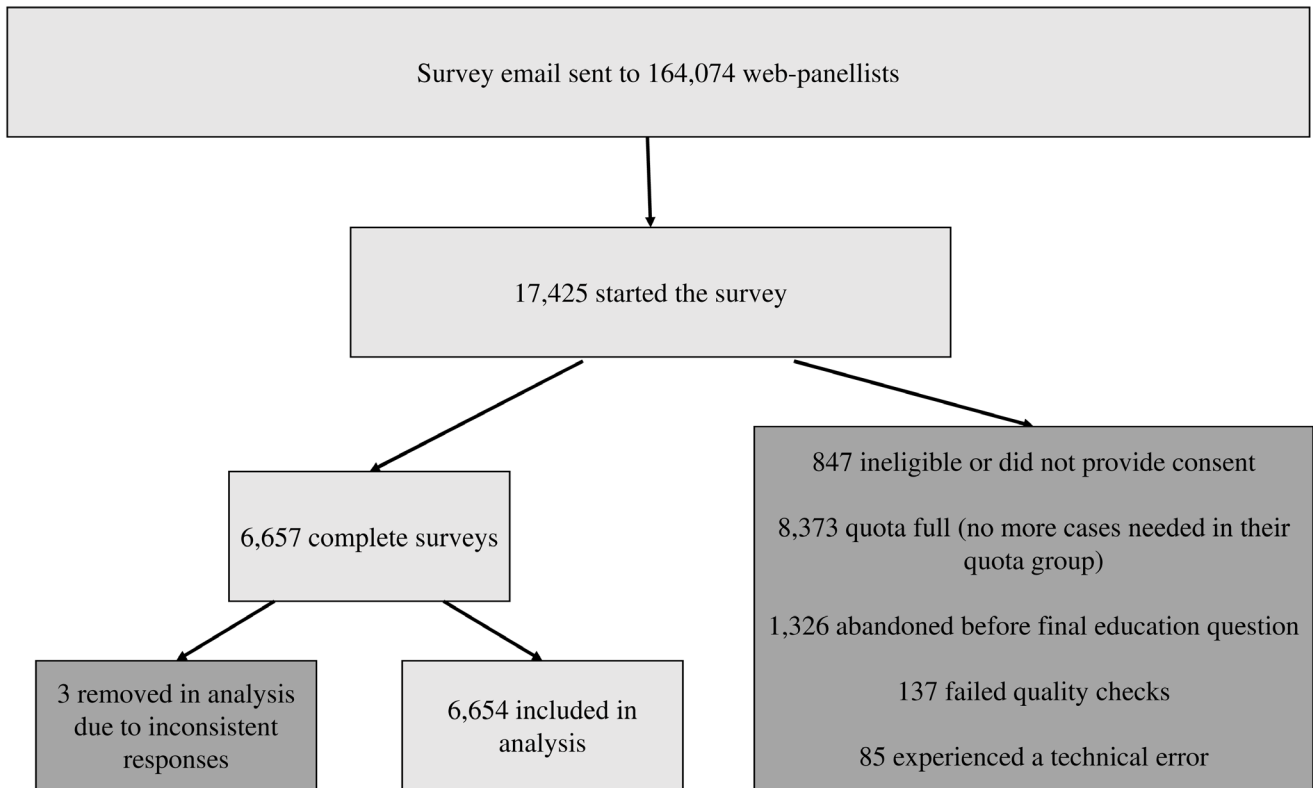 Survey email sent to 164,074 web-panellists
17,425 started the survey
6,657 complete surveys
3 removed in analysis
due to inconsistent
responses
6,654 included in
analysis
847 ineligible or did not provide consent
8,373 quota full (no more cases needed in their
quota group)
1,326 abandoned before final education question
137 failed quality checks
85 experienced a technical error